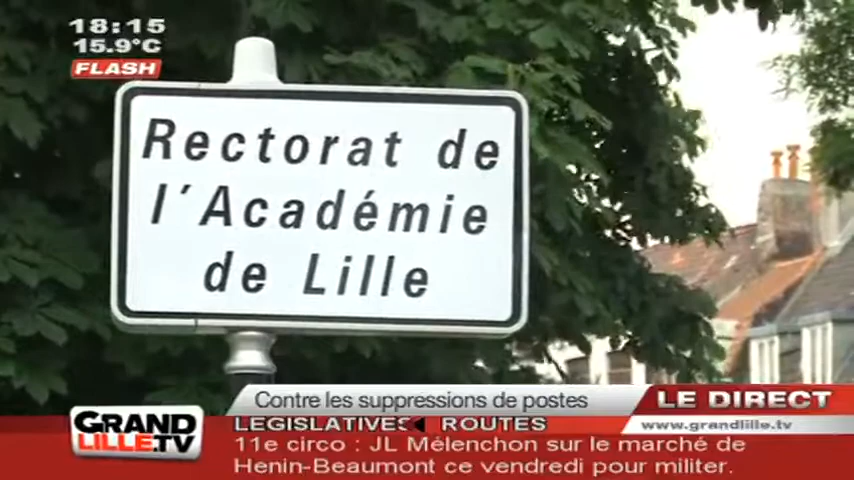 18:15
15.9°C
FLASH
Rectorat de
l'Académie
de Lille
Contre les suppressions de postes
LE DIRECT
GRAND
LILLE.TV
LEGISLATIVES ROUTES
www.grandlille.tv
11e circo : JL Mélenchon sur le marché de
Henin-Beaumont ce vendredi pour militer.